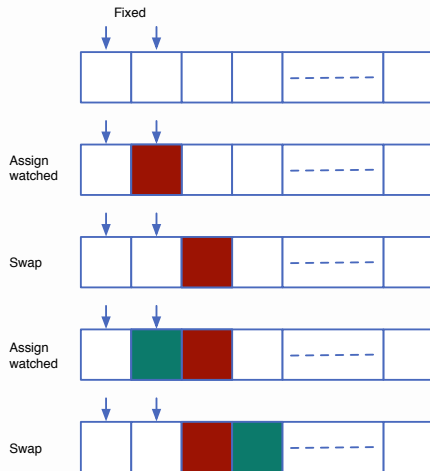 Fixed
Assign
watched
Swap
Assign
watched
Swap